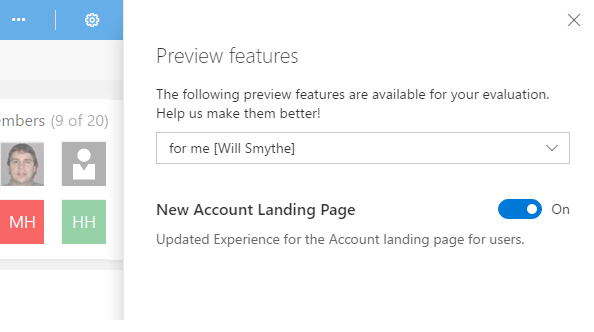 Preview features
The following preview features are available for your evaluation.
Help us make them better!
for me [Will Smythe]
New Account Landing Page
On
Updated Experience for the Account landing page for users.
embers (9 of 20)
MH
HH